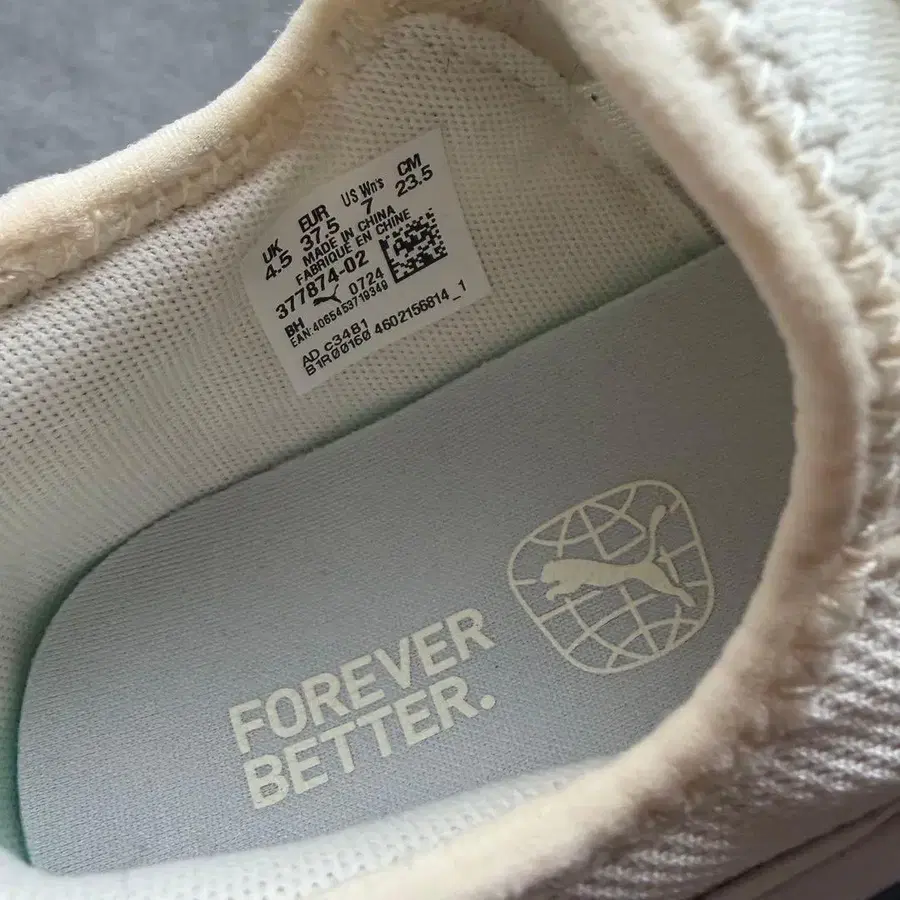 UK EUR US Wn's CM
4.5 37.5 7 23.5
MADE IN CHINA
FABRIQUE EN CHINE
377874-02
BH 0724
EAN:4065453719349
AD c34B1
B1R00160 4602156814_1
FOREVER
BETTER.